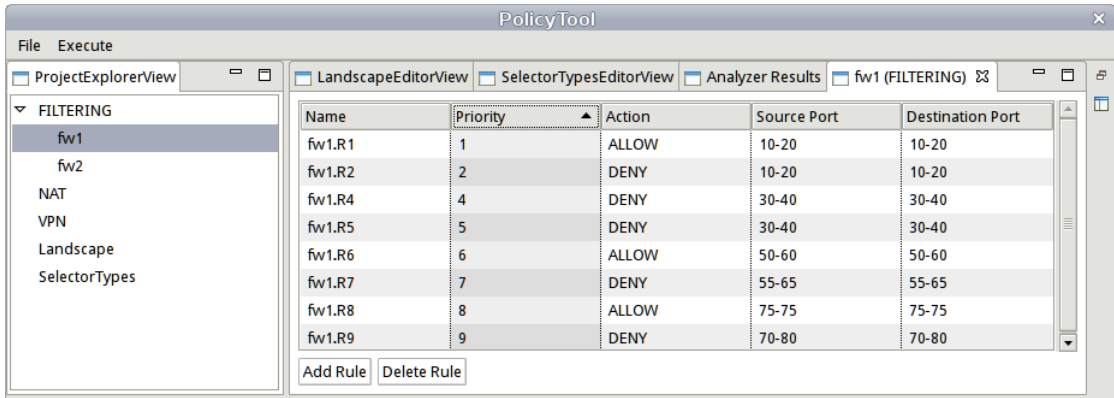 PolicyTool
File Execute
ProjectExplorerView
LandscapeEditorView SelectorTypesEditorView Analyzer Results fw1 (FILTERING)
FILTERING
fw1
fw2
NAT
VPN
Landscape
SelectorTypes
Name Priority Action Source Port Destination Port
fw1.R1 1 ALLOW 10-20 10-20
fw1.R2 2 DENY 10-20 10-20
fw1.R4 4 DENY 30-40 30-40
fw1.R5 5 DENY 30-40 30-40
fw1.R6 6 ALLOW 50-60 50-60
fw1.R7 7 DENY 55-65 55-65
fw1.R8 8 ALLOW 75-75 75-75
fw1.R9 9 DENY 70-80 70-80
Add Rule Delete Rule